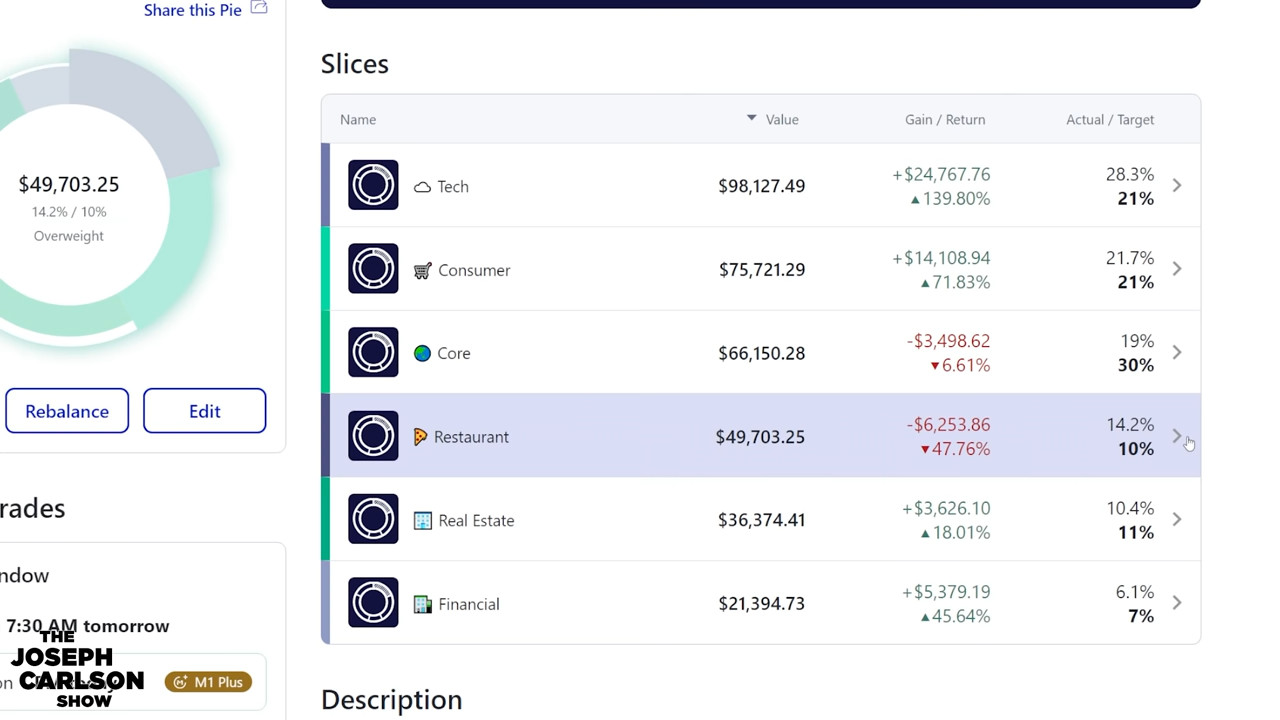 Share this Pie
$49,703.25
14.2% / 10%
Overweight
Rebalance
Edit
rades
ndow
7:30 AM tomorrow
on
M1 Plus
THE
JOSEPH
CARLSON
SHOW
Slices
Name Value Gain / Return Actual / Target
Tech $98,127.49 +$24,767.76 28.3%
▲139.80% 21%
Consumer $75,721.29 +$14,108.94 21.7%
▲71.83% 21%
Core $66,150.28 -$3,498.62 19%
▼6.61% 30%
Restaurant $49,703.25 -$6,253.86 14.2%
▼47.76% 10%
Real Estate $36,374.41 +$3,626.10 10.4%
▲18.01% 11%
Financial $21,394.73 +$5,379.19 6.1%
▲45.64% 7%
Description